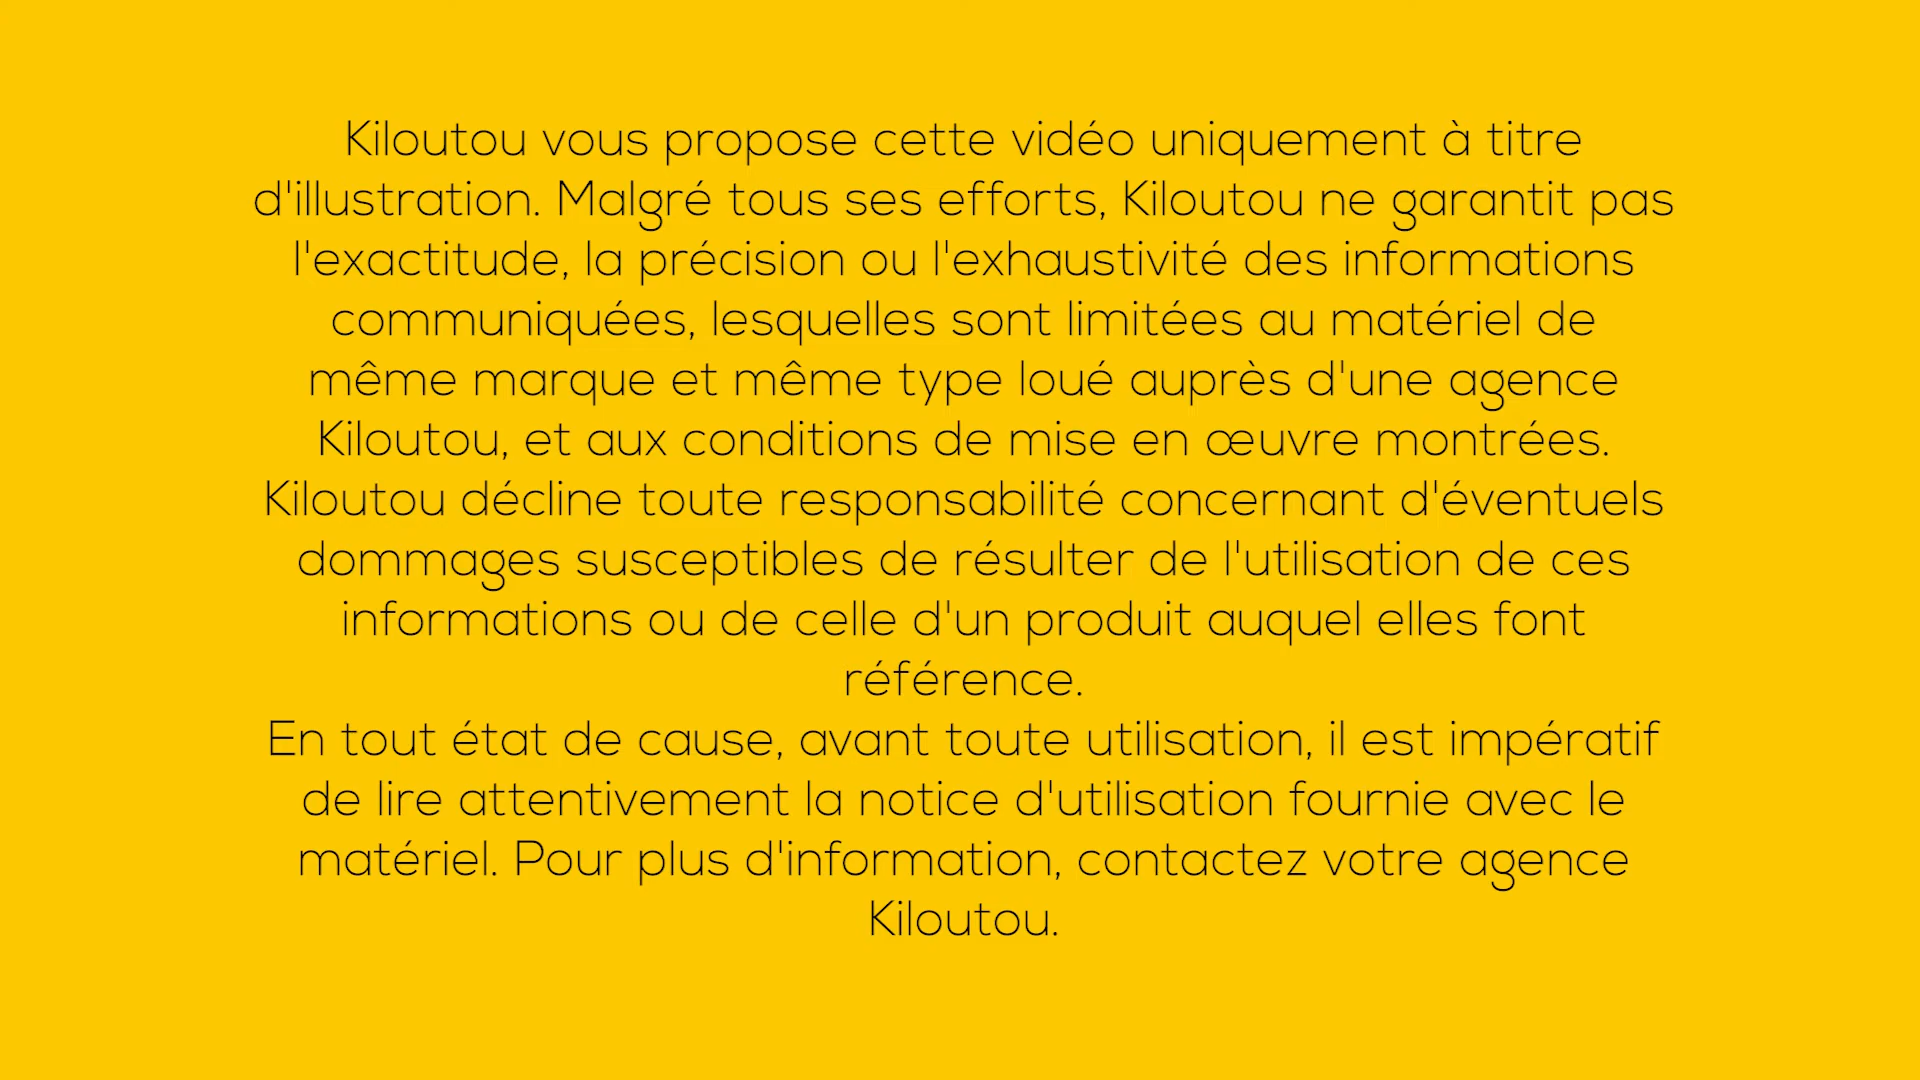 Kiloutou vous propose cette vidéo uniquement à titre
d'illustration. Malgré tous ses efforts, Kiloutou ne garantit pas
l'exactitude, la précision ou l'exhaustivité des informations
communiquées, lesquelles sont limitées au matériel de
même marque et même type loué auprès d'une agence
Kiloutou, et aux conditions de mise en œuvre montrées.
Kiloutou décline toute responsabilité concernant d'éventuels
dommages susceptibles de résulter de l'utilisation de ces
informations ou de celle d'un produit auquel elles font
référence.
En tout état de cause, avant toute utilisation, il est impératif
de lire attentivement la notice d'utilisation fournie avec le
matériel. Pour plus d'information, contactez votre agence
Kiloutou.